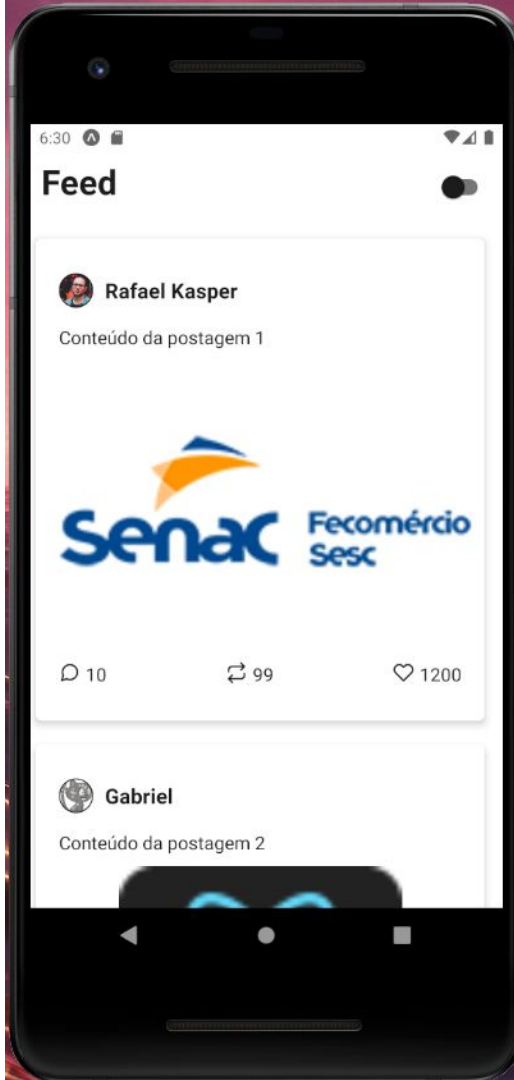 6:30
Feed
Rafael Kasper
Conteúdo da postagem 1
Senac Fecomércio
Sesc
10 99 1200
Gabriel
Conteúdo da postagem 2